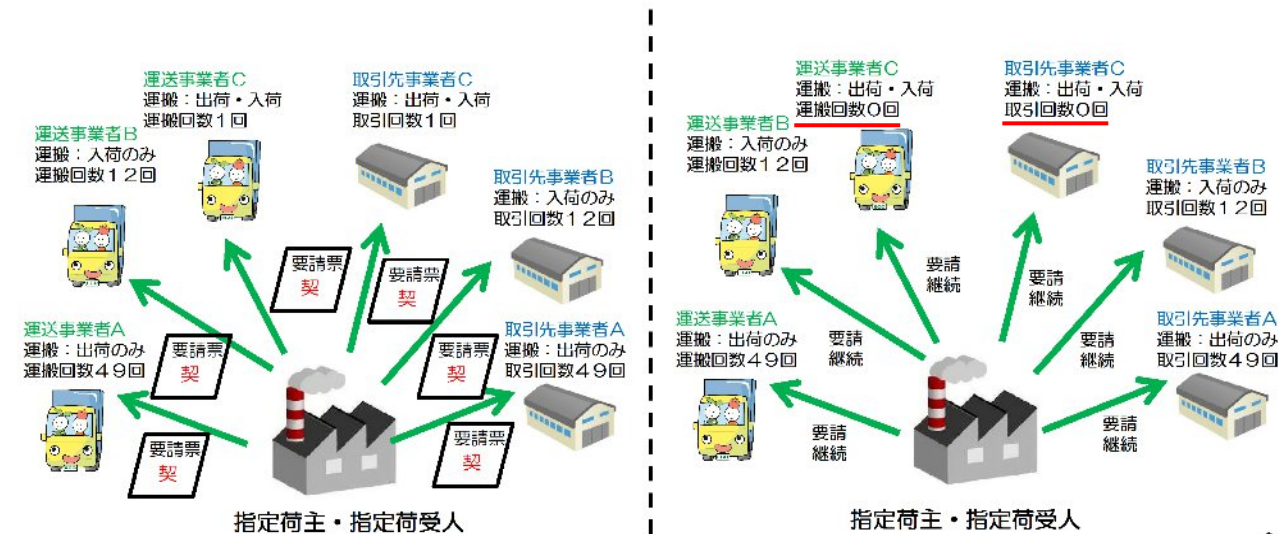 運送事業者C
運搬：出荷・入荷
運搬回数1回
取引先事業者C
運搬：出荷・入荷
取引回数1回
運送事業者B
運搬：入荷のみ
運搬回数12回
取引先事業者B
運搬：入荷のみ
取引回数12回
要請票
契
要請票
契
運送事業者A
運搬：出荷のみ
運搬回数49回
要請票
契
要請票
契
取引先事業者A
運搬：出荷のみ
取引回数49回
要請票
契
要請票
契
指定荷主・指定荷受人
運送事業者C
運搬：出荷・入荷
運搬回数0回
取引先事業者C
運搬：出荷・入荷
取引回数0回
運送事業者B
運搬：入荷のみ
運搬回数12回
取引先事業者B
運搬：入荷のみ
取引回数12回
要請
継続
要請
継続
運送事業者A
運搬：出荷のみ
運搬回数49回
要請
継続
要請
継続
取引先事業者A
運搬：出荷のみ
取引回数49回
要請
継続
要請
継続
指定荷主・指定荷受人